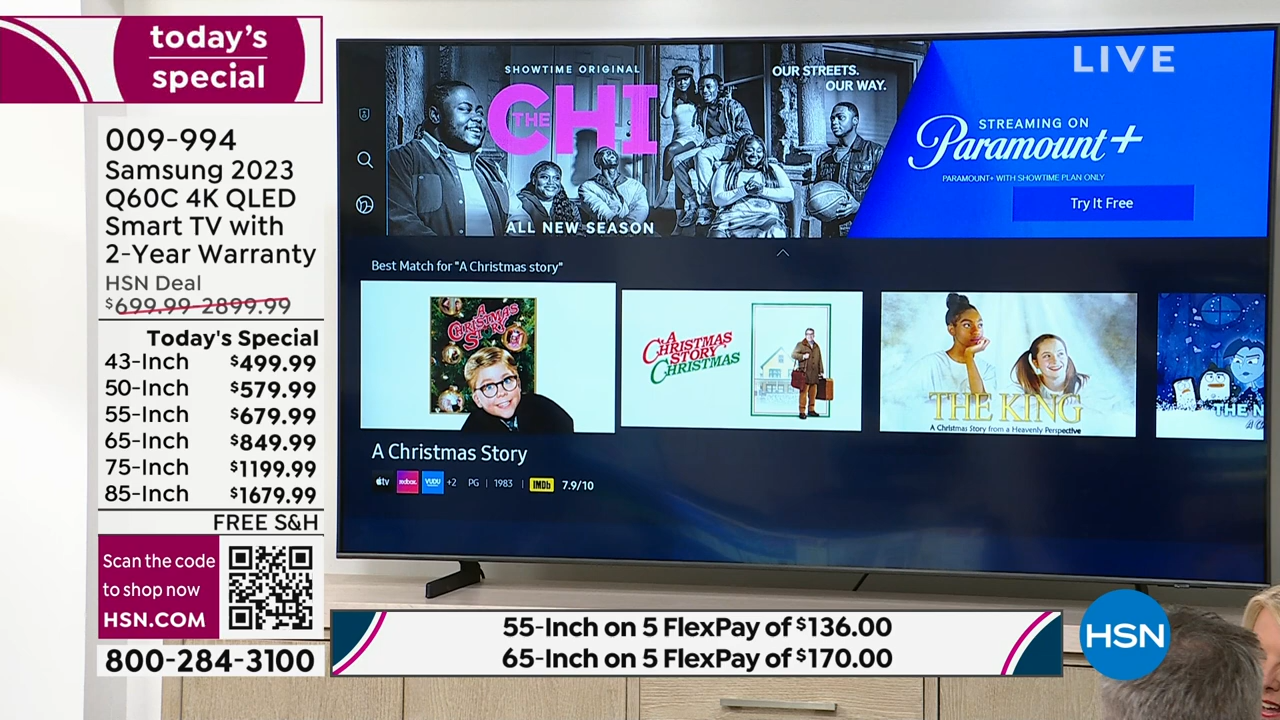 today's
special
009-994
Samsung 2023
Q60C 4K QLED
Smart TV with
2-Year Warranty
HSN Deal
$699.99-2899.99
Today's Special
43-Inch $499.99
50-Inch $579.99
55-Inch $679.99
65-Inch $849.99
75-Inch $1199.99
85-Inch $1679.99
FREE S&H
Scan the code
to shop now
HSN.COM
800-284-3100
LIVE
SHOWTIME ORIGINAL
THE CHI
ALL NEW SEASON
OUR STREETS.
OUR WAY.
STREAMING ON
Paramount+
PARAMOUNT+ WITH SHOWTIME PLAN ONLY
Try It Free
Best Match for "A Christmas story"
A
CHRISTMAS
STORY
A
CHRISTMAS
STORY
CHRISTMAS
THE KING
A Christmas Story from a Heavenly Perspective
THE N
A Christmas Story
tv redbox. VUDU +2 PG | 1983 | IMDb 7.9/10
55-Inch on 5 FlexPay of $136.00
65-Inch on 5 FlexPay of $170.00
HSN